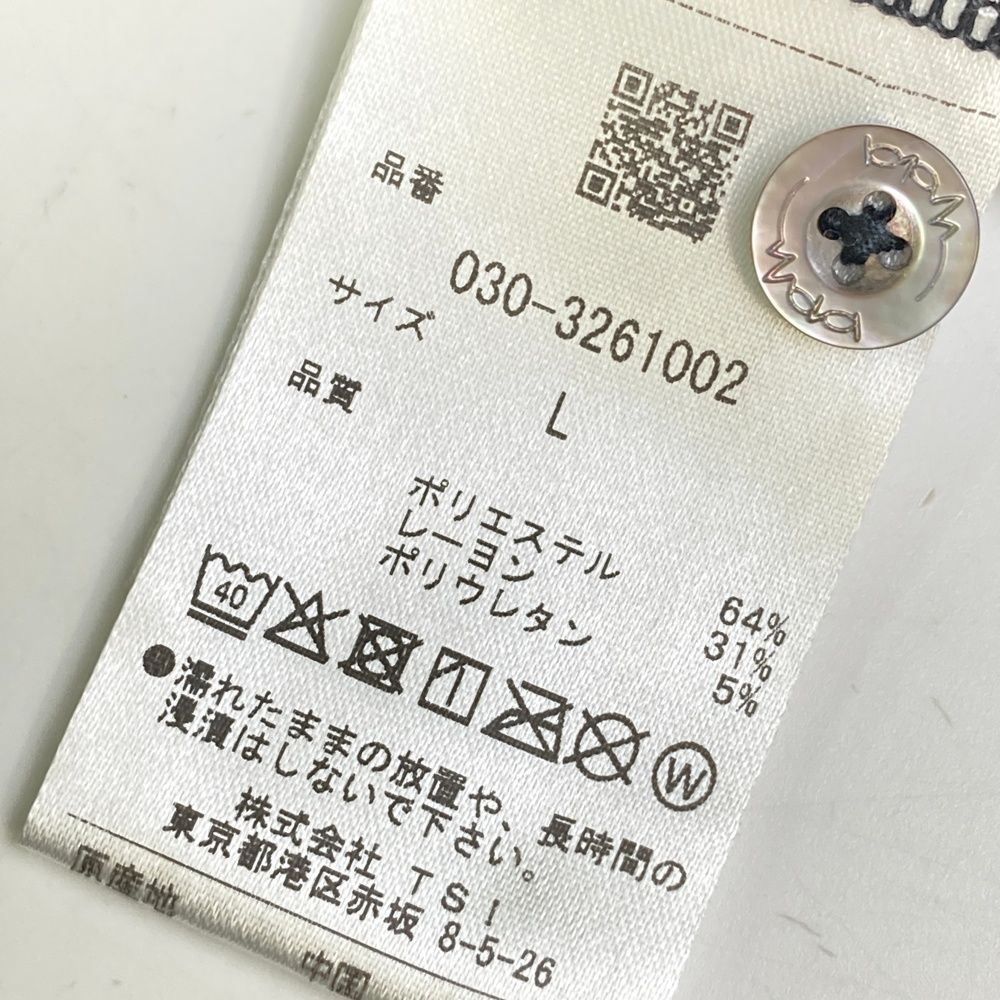 品番
030-3261002
サイズ
L
品質
ポリエステル 64%
レーヨン 31%
ポリウレタン 5%
40
W
●濡れたままの放置や、長時間の
浸漬はしないで下さい。
株式会社 TSI
東京都港区赤坂 8-5-26
原産地
中国